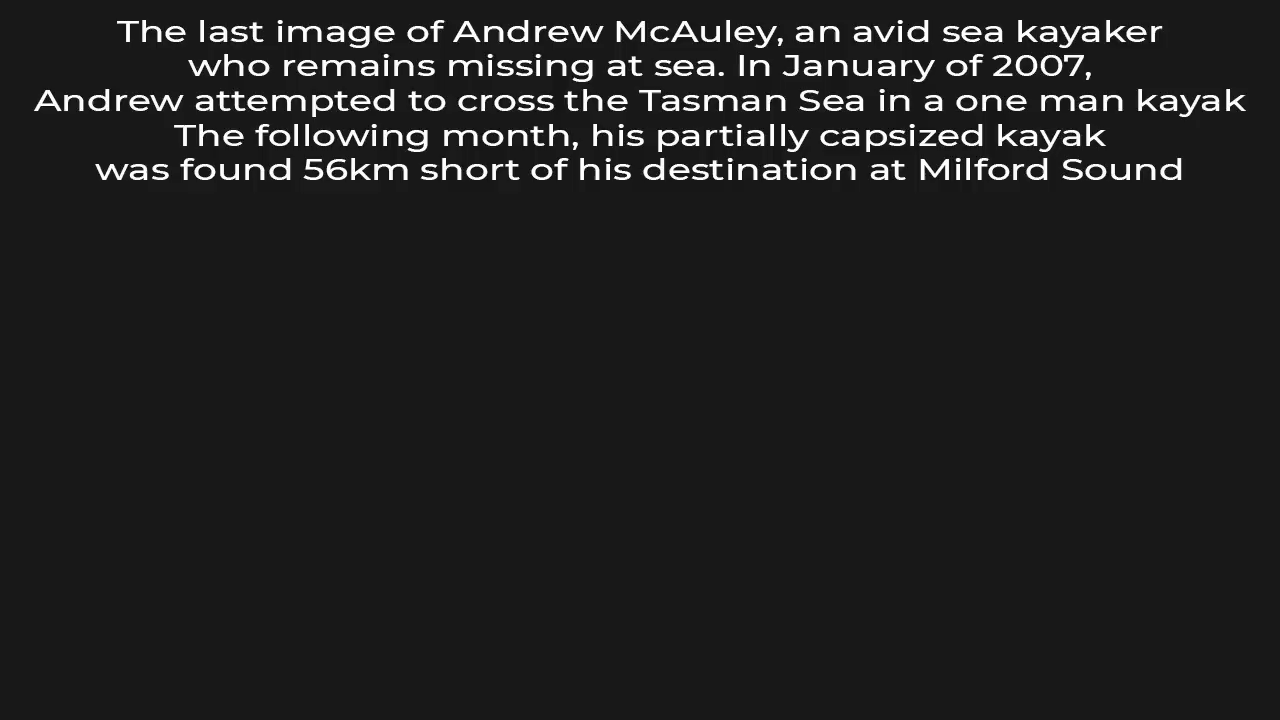 The last image of Andrew McAuley, an avid sea kayaker
who remains missing at sea. In January of 2007,
Andrew attempted to cross the Tasman Sea in a one man kayak
The following month, his partially capsized kayak
was found 56km short of his destination at Milford Sound